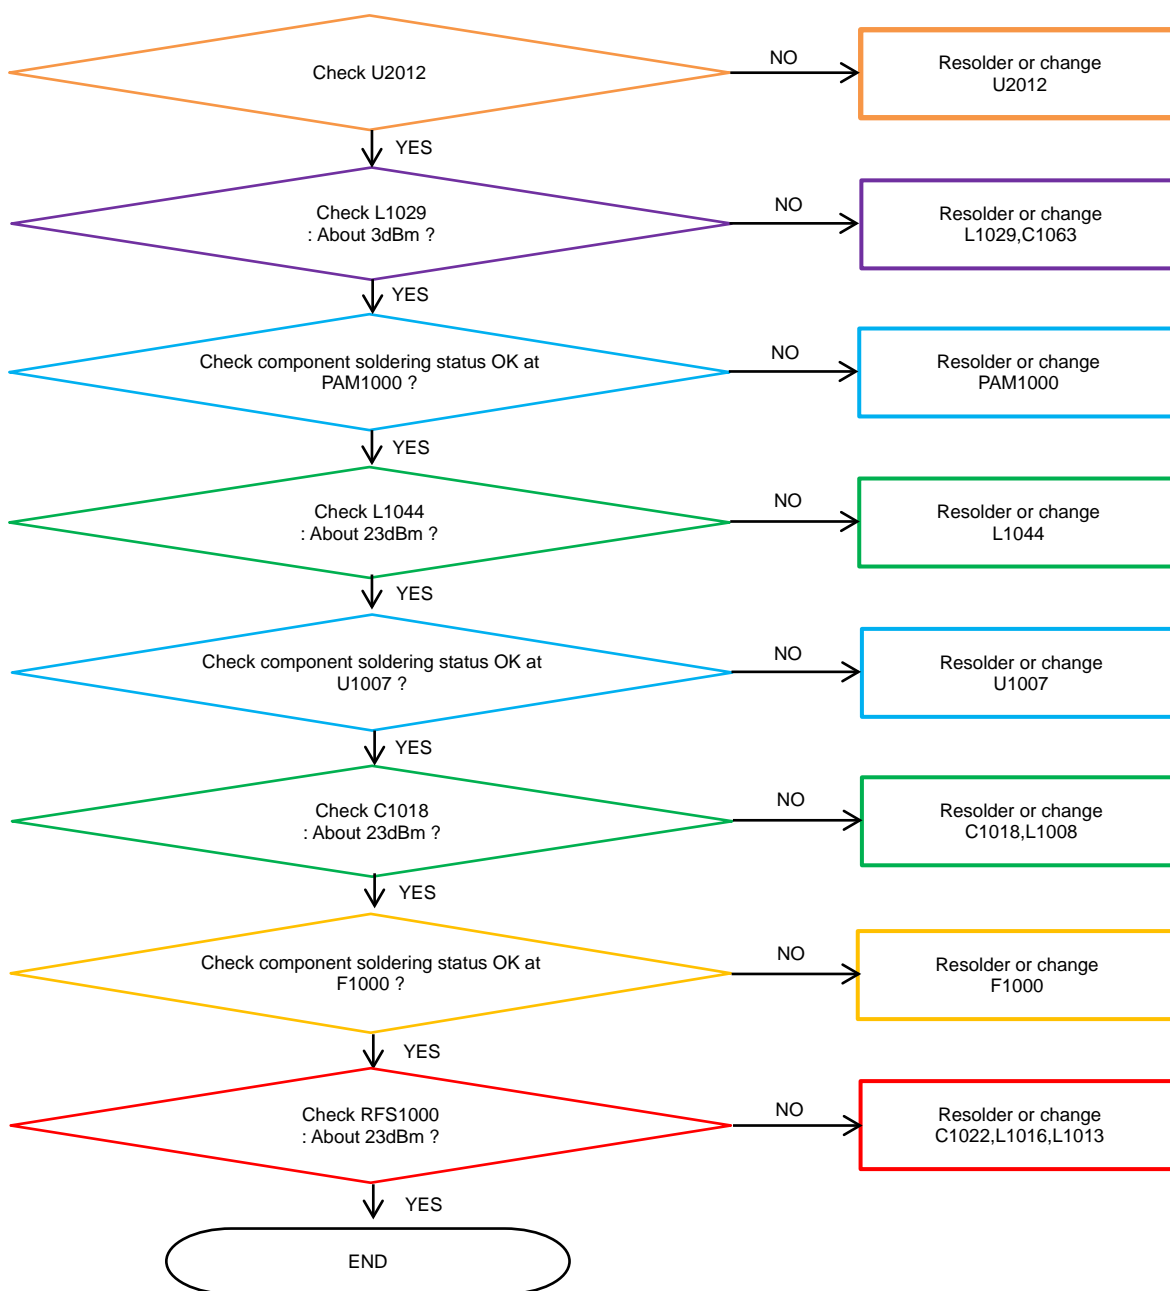 Check U2012
NO
Resolder or change
U2012
YES
Check L1029
: About 3dBm ?
NO
Resolder or change
L1029,C1063
YES
Check component soldering status OK at
PAM1000 ?
NO
Resolder or change
PAM1000
YES
Check L1044
: About 23dBm ?
NO
Resolder or change
L1044
YES
Check component soldering status OK at
U1007 ?
NO
Resolder or change
U1007
YES
Check C1018
: About 23dBm ?
NO
Resolder or change
C1018,L1008
YES
Check component soldering status OK at
F1000 ?
NO
Resolder or change
F1000
YES
Check RFS1000
: About 23dBm ?
NO
Resolder or change
C1022,L1016,L1013
YES
END